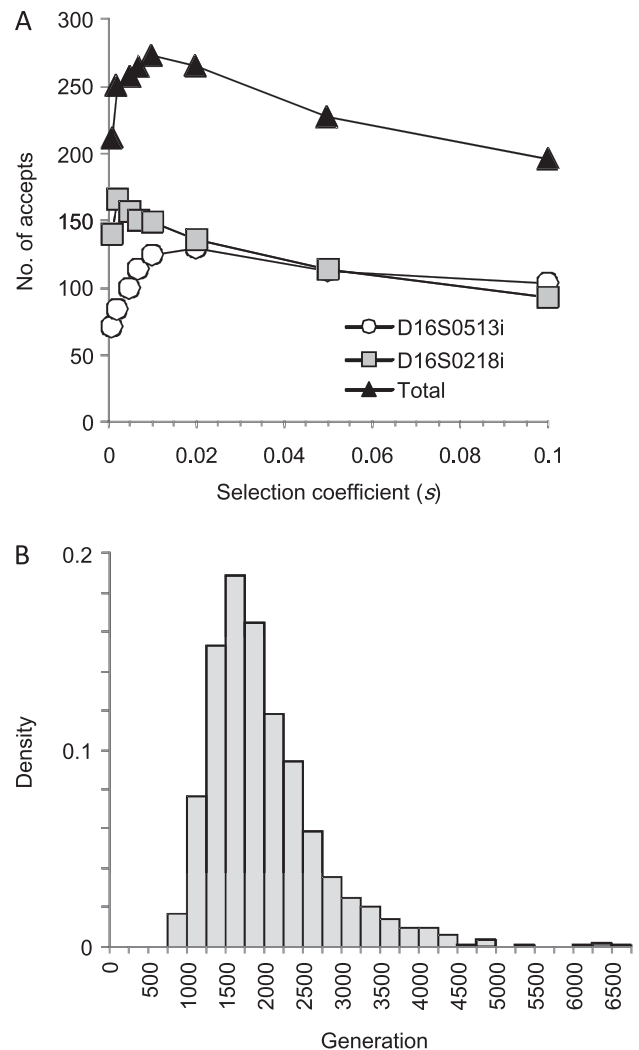 A
300
250
200
150
100
50
0
No. of accepts
D16S0513i
D16S0218i
Total
0 0.02 0.04 0.06 0.08 0.1
Selection coefficient (s)
B
0.2
0.1
0
Density
0 500 1000 1500 2000 2500 3000 3500 4000 4500 5000 5500 6000 6500
Generation